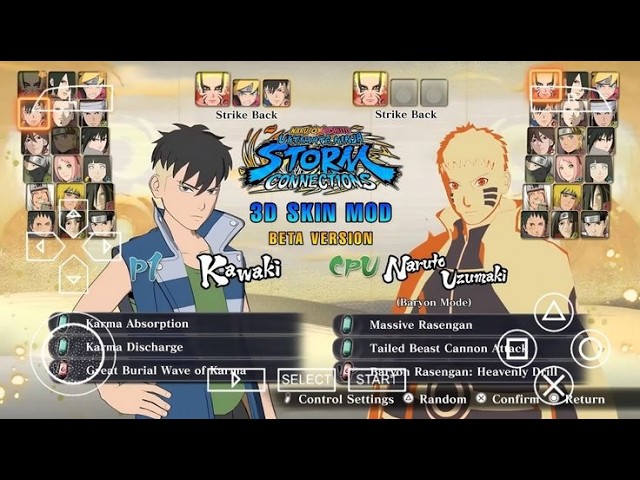 Strike Back
Strike Back
NARUTO BORUTO
ULTIMATE NINJA
STORM
CONNECTIONS
3D SKIN MOD
BETA VERSION
P1 Kawaki
CPU Naruto Uzumaki
(Baryon Mode)
Karma Absorption
Karma Discharge
Great Burial Wave of Karma
Massive Rasengan
Tailed Beast Cannon Attack
Baryon Rasengan: Heavenly Drill
SELECT
START
Control Settings Random Confirm Return